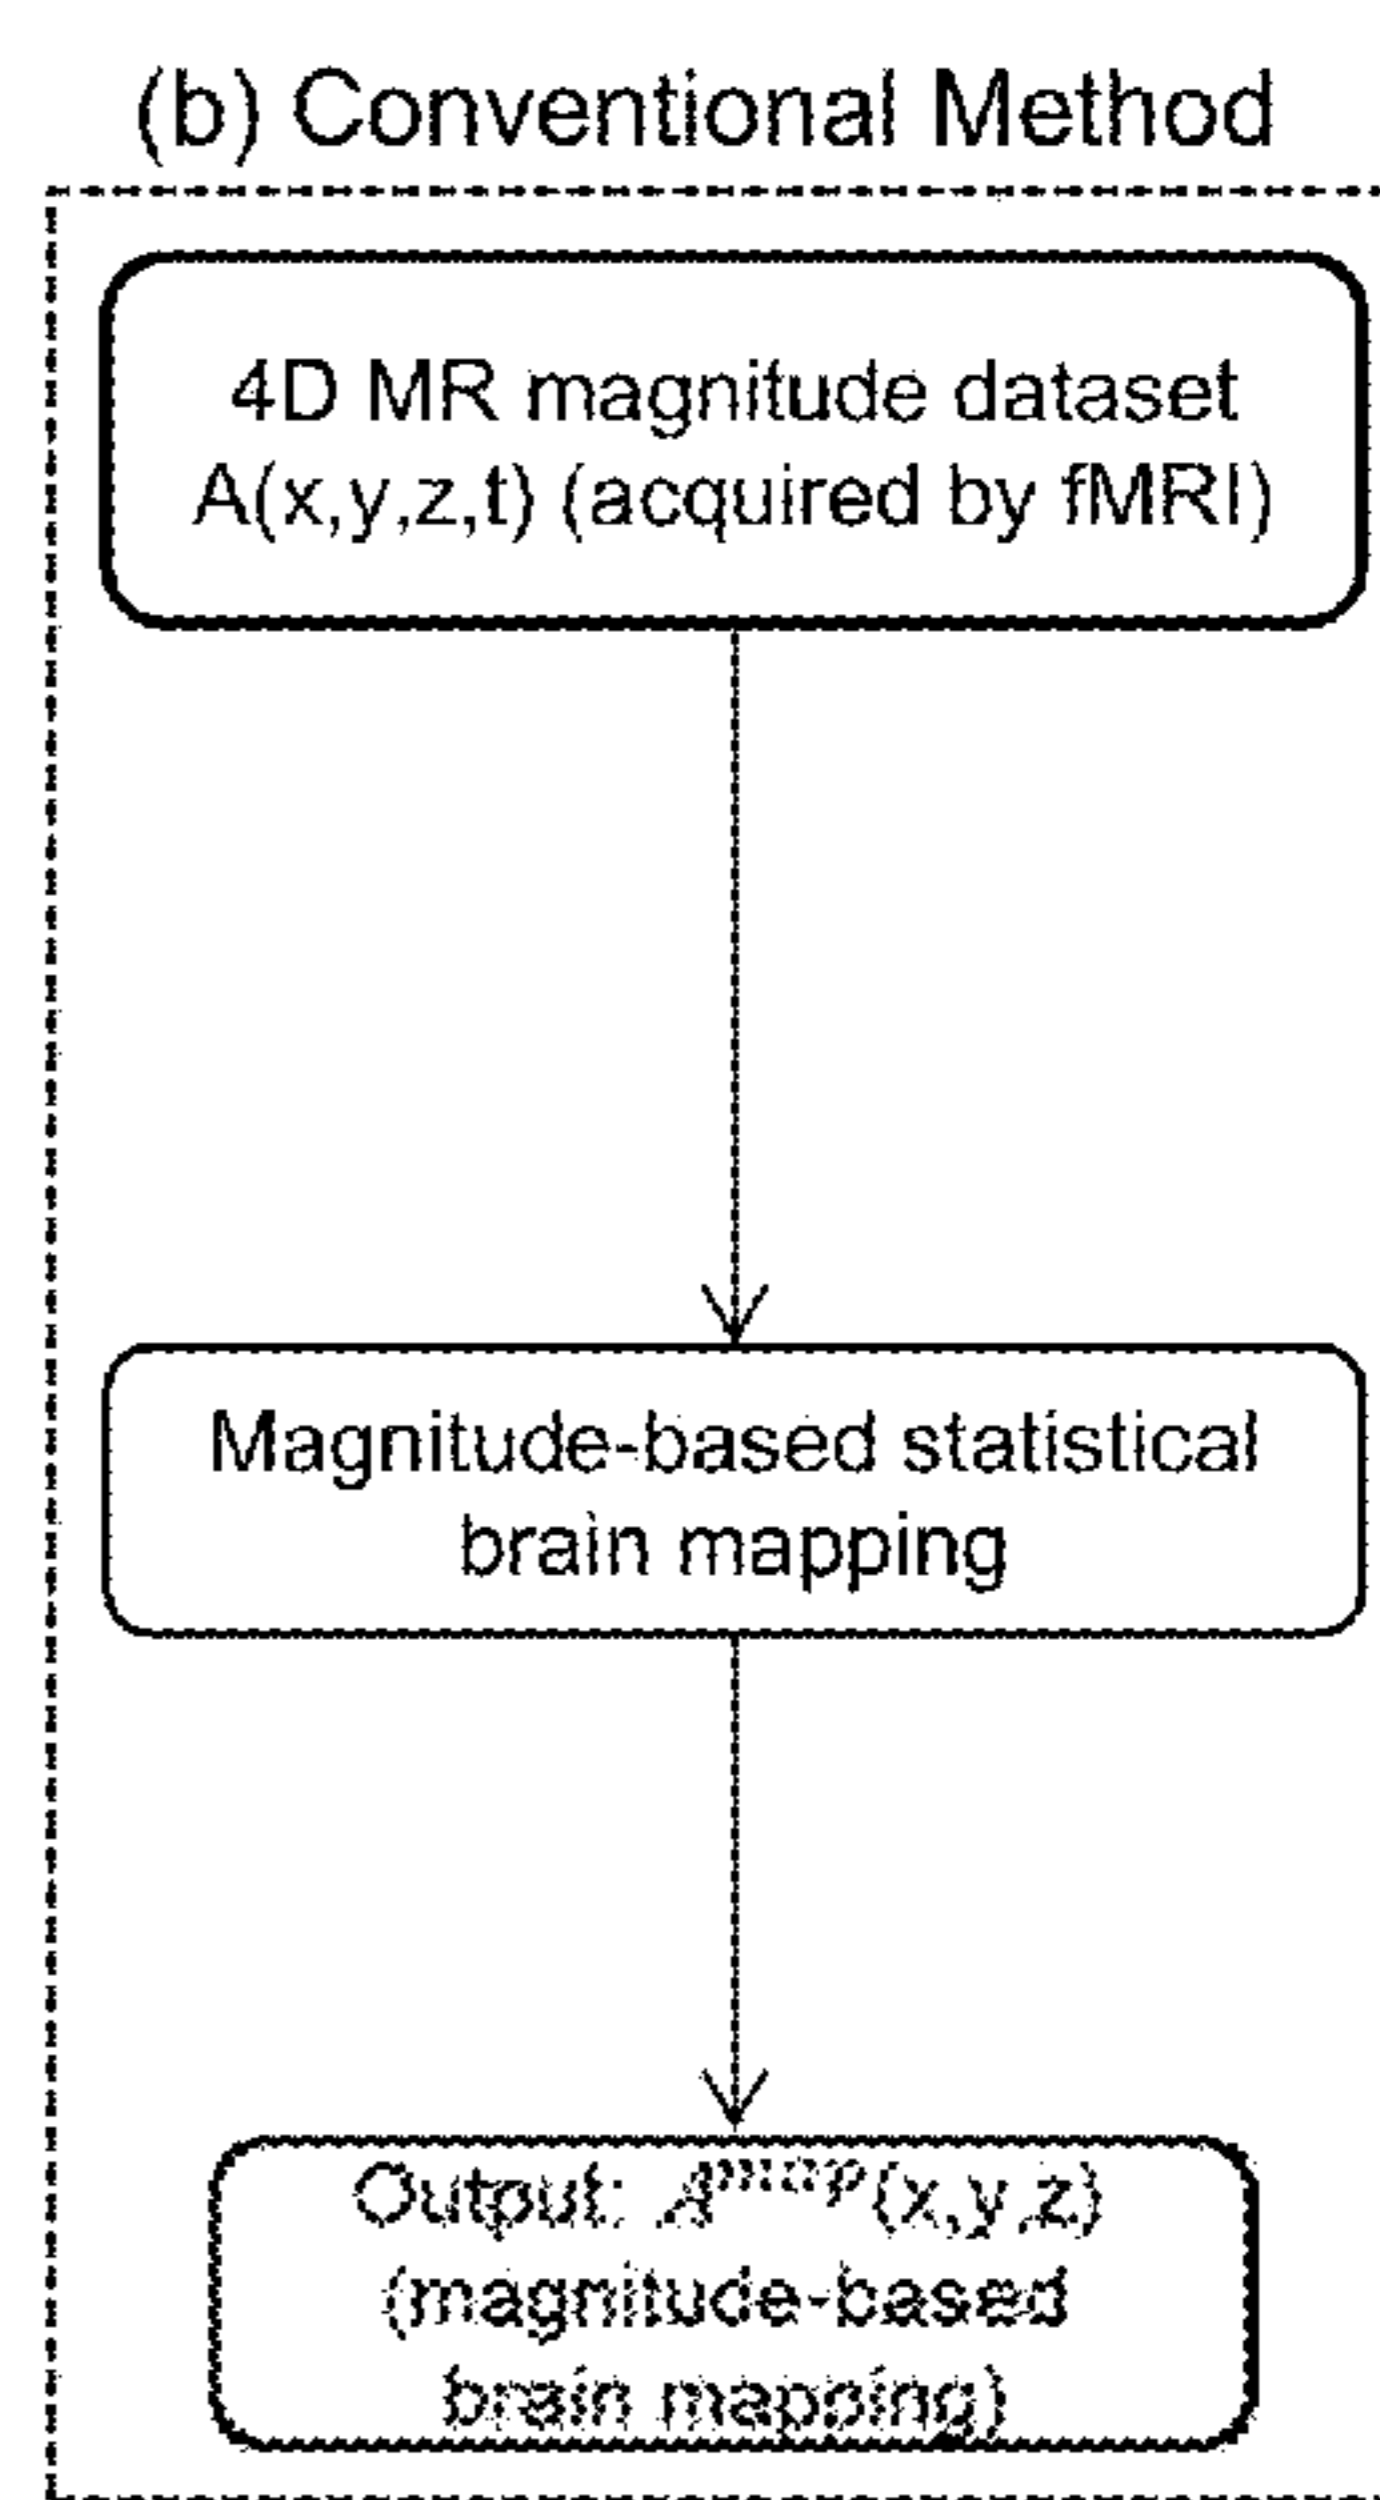 (b) Conventional Method
4D MR magnitude dataset
A(x,y,z,t) (acquired by fMRI)
Magnitude-based statistical
brain mapping
Output: A^map(x,y,z)
(magnitude-based
brain mapping)